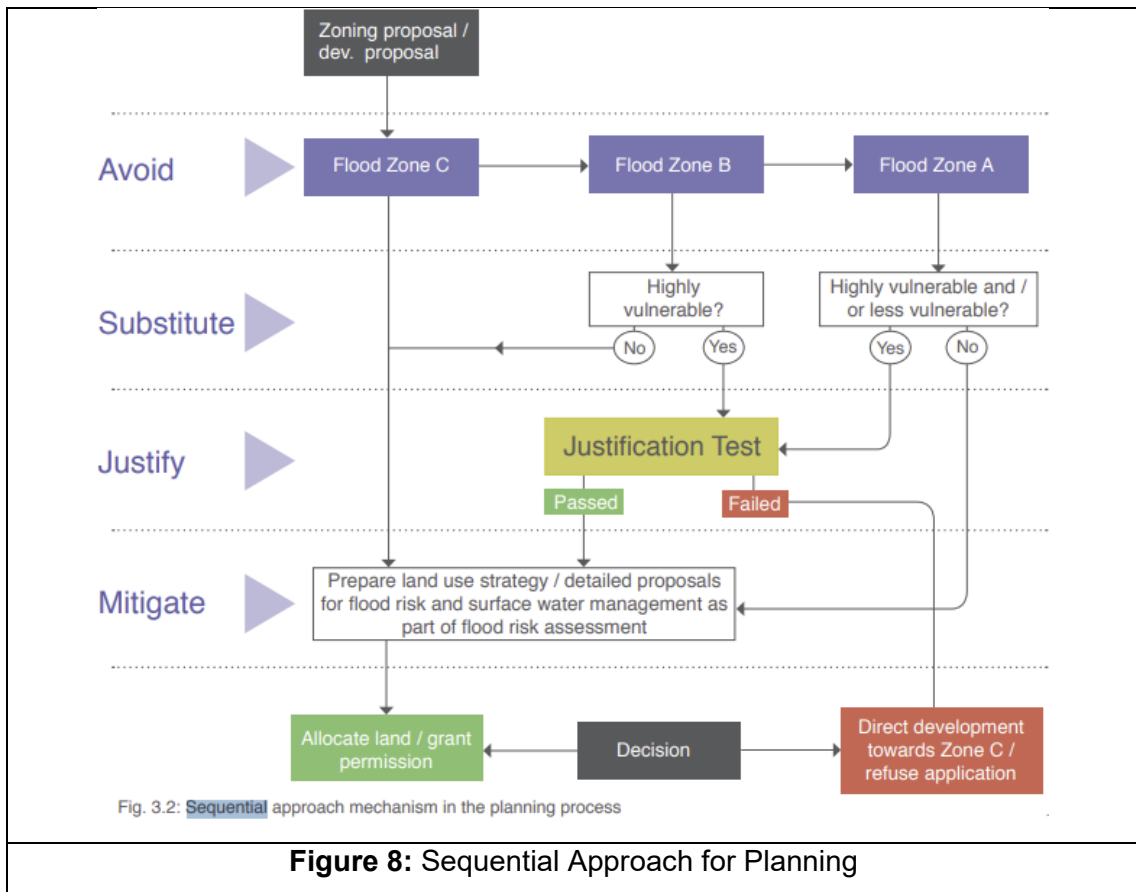 Zoning proposal /
dev. proposal
Avoid
Flood Zone C
Flood Zone B
Flood Zone A
Substitute
Highly
vulnerable?
No
Yes
Highly vulnerable and /
or less vulnerable?
Yes
No
Justify
Justification Test
Passed
Failed
Mitigate
Prepare land use strategy / detailed proposals
for flood risk and surface water management as
part of flood risk assessment
Allocate land / grant
permission
Decision
Direct development
towards Zone C /
refuse application
Fig. 3.2: Sequential approach mechanism in the planning process
Figure 8: Sequential Approach for Planning